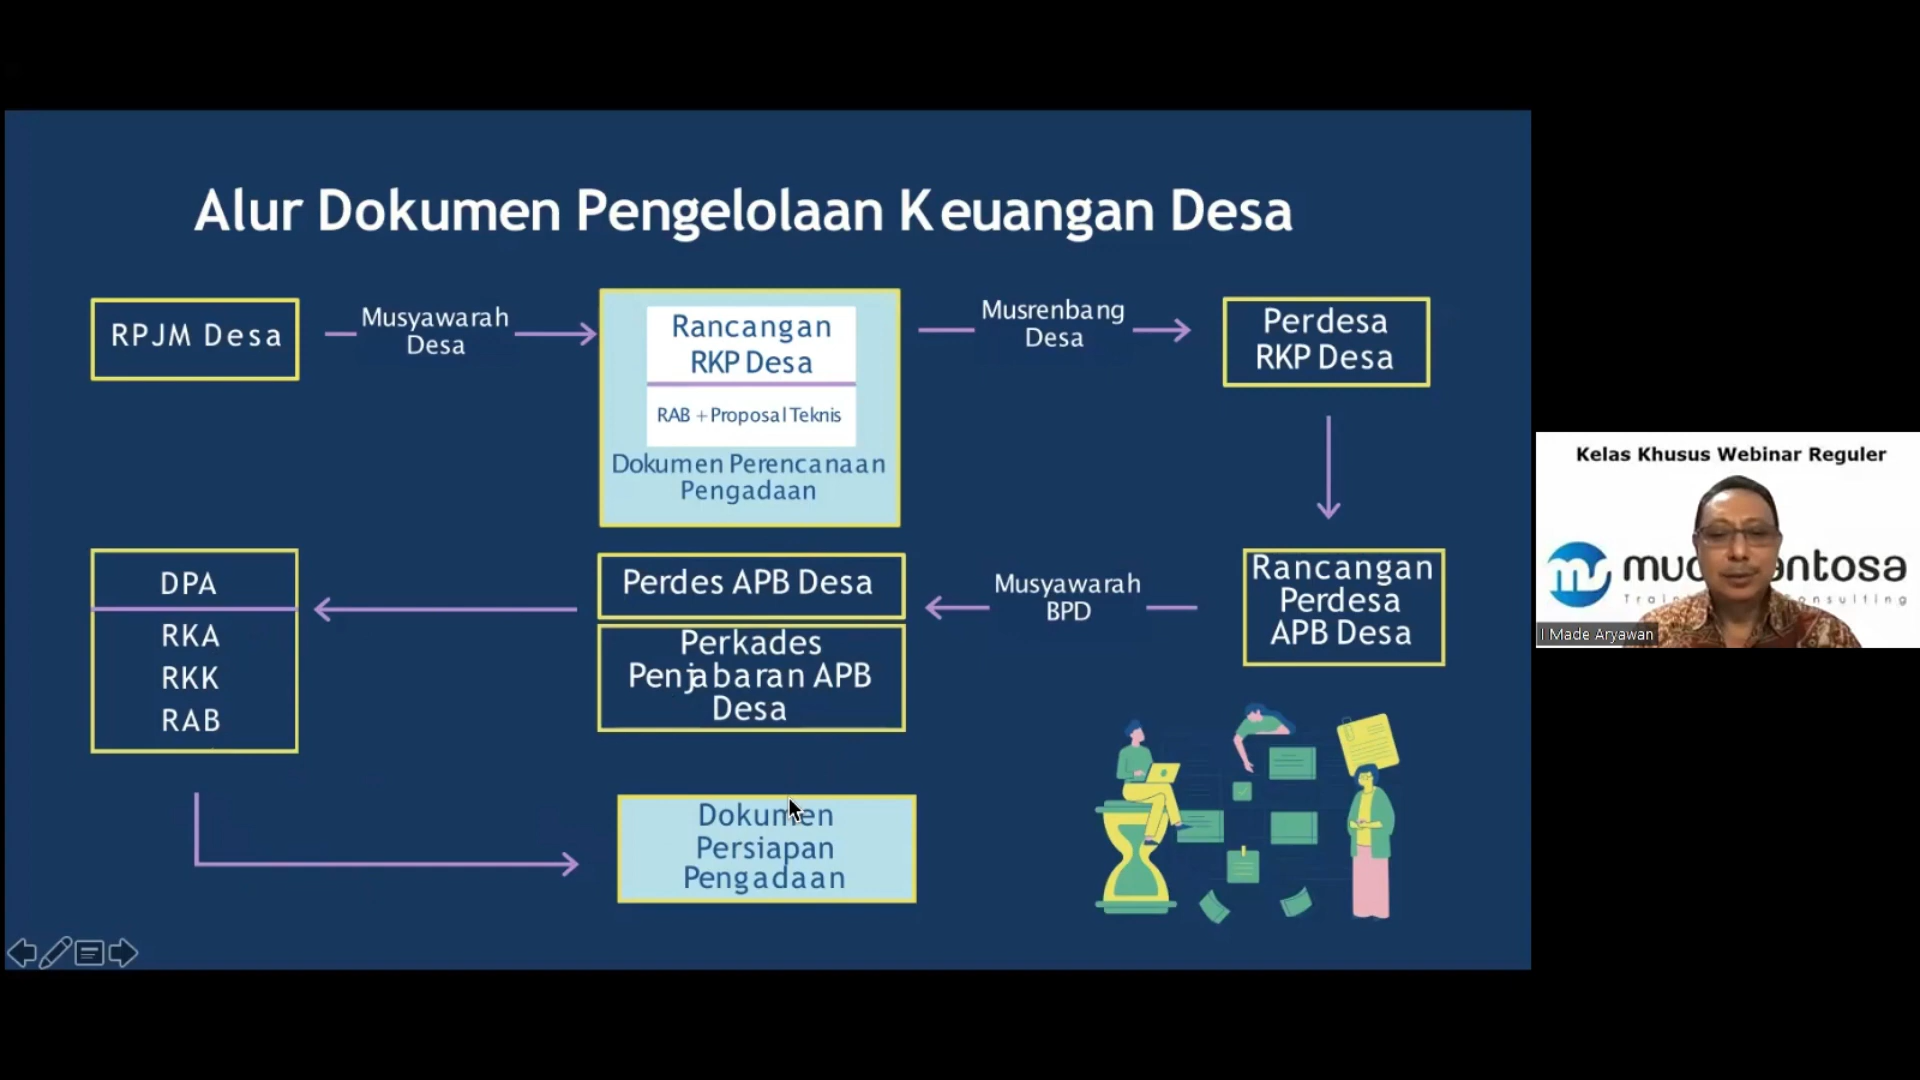 Alur Dokumen Pengelolaan Keuangan Desa
RPJM Desa
Musyawarah
Desa
Rancangan
RKP Desa
RAB + Proposal Teknis
Dokumen Perencanaan
Pengadaan
Musrenbang
Desa
Perdesa
RKP Desa
Rancangan
Perdesa
APB Desa
Musyawarah
BPD
Perdes APB Desa
Perkades
Penjabaran APB
Desa
DPA
RKA
RKK
RAB
Dokumen
Persiapan
Pengadaan
Kelas Khusus Webinar Reguler
I Made Aryawan